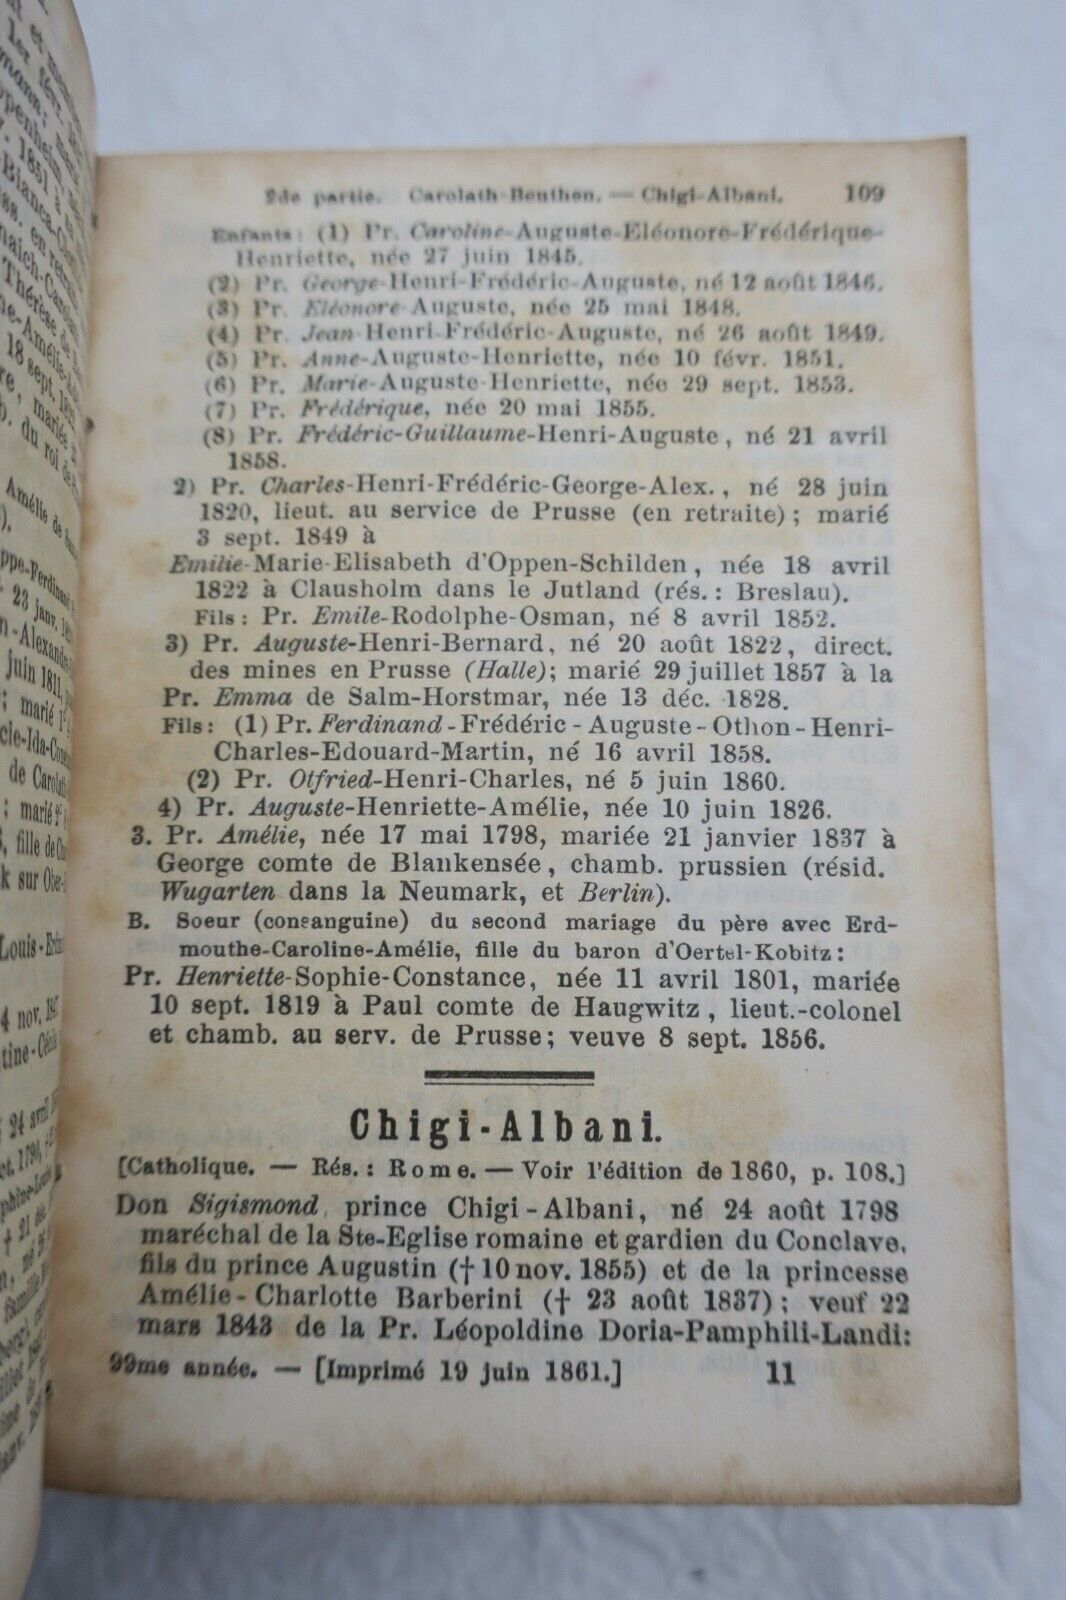 2de partie. Carolath-Beuthen. — Chigi-Albani. 109
Enfants: (1) Pr. Caroline-Auguste-Eléonore-Frédérique-
Henriette, née 27 juin 1845.
(2) Pr. George-Henri-Frédéric-Auguste, né 12 août 1846.
(3) Pr. Eléonore-Auguste, née 25 mai 1848.
(4) Pr. Jean-Henri-Frédéric-Auguste, né 26 août 1849.
(5) Pr. Anne-Auguste-Henriette, née 10 févr. 1851.
(6) Pr. Marie-Auguste-Henriette, née 29 sept. 1853.
(7) Pr. Frédérique, née 20 mai 1855.
(8) Pr. Frédéric-Guillaume-Henri-Auguste, né 21 avril
1858.
2) Pr. Charles-Henri-Frédéric-George-Alex., né 28 juin
1820, lieut. au service de Prusse (en retraite); marié
3 sept. 1849 à
Emilie-Marie-Elisabeth d'Oppen-Schilden, née 18 avril
1822 à Clausholm dans le Jutland (rés.: Breslau).
Fils: Pr. Emile-Rodolphe-Osman, né 8 avril 1852.
3) Pr. Auguste-Henri-Bernard, né 20 août 1822, direct.
des mines en Prusse (Halle); marié 29 juillet 1857 à la
Pr. Emma de Salm-Horstmar, née 13 déc. 1828.
Fils: (1) Pr. Ferdinand-Frédéric-Auguste-Othon-Henri-
Charles-Edouard-Martin, né 16 avril 1858.
(2) Pr. Otfried-Henri-Charles, né 5 juin 1860.
4) Pr. Auguste-Henriette-Amélie, née 10 juin 1826.
3. Pr. Amélie, née 17 mai 1798, mariée 21 janvier 1837 à
George comte de Blankensée, chamb. prussien (résid.
Wugarten dans la Neumark, et Berlin).
B. Soeur (consanguine) du second mariage du père avec Erd-
mouthe-Caroline-Amélie, fille du baron d'Oertel-Kobitz:
Pr. Henriette-Sophie-Constance, née 11 avril 1801, mariée
10 sept. 1819 à Paul comte de Haugwitz, lieut.-colonel
et chamb. au serv. de Prusse; veuve 8 sept. 1856.
Chigi-Albani.
[Catholique. — Rés.: Rome. — Voir l'édition de 1860, p. 108.]
Don Sigismond, prince Chigi-Albani, né 24 août 1798
maréchal de la Ste-Eglise romaine et gardien du Conclave,
fils du prince Augustin († 10 nov. 1855) et de la princesse
Amélie-Charlotte Barberini († 23 août 1837); veuf 22
mars 1843 de la Pr. Léopoldine Doria-Pamphili-Landi:
99me année. — [Imprimé 19 juin 1861.] 11